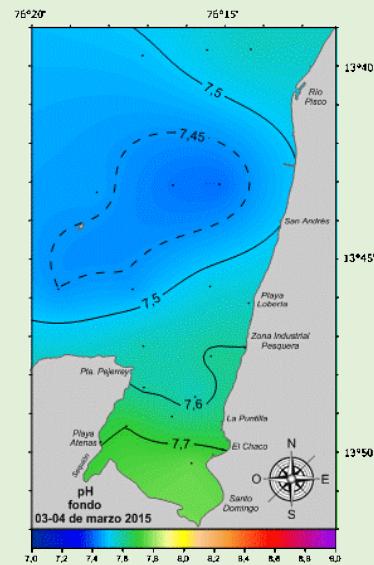 76°20' 76°15'
7,5
13°40'
Río
Pisco
7,45
San Andrés
13°45'
7,5
Playa
Lobería
Zona Industrial
Pesquera
Pta. Pejerrey
7,6
La Puntilla
Playa
Atenas
7,7
El Chaco
13°50'
Sequión
N
O E
S
pH
fondo
03-04 de marzo 2015
Santo
Domingo
7,0 7,2 7,4 7,6 7,8 8,0 8,2 8,4 8,6 8,8 9,0